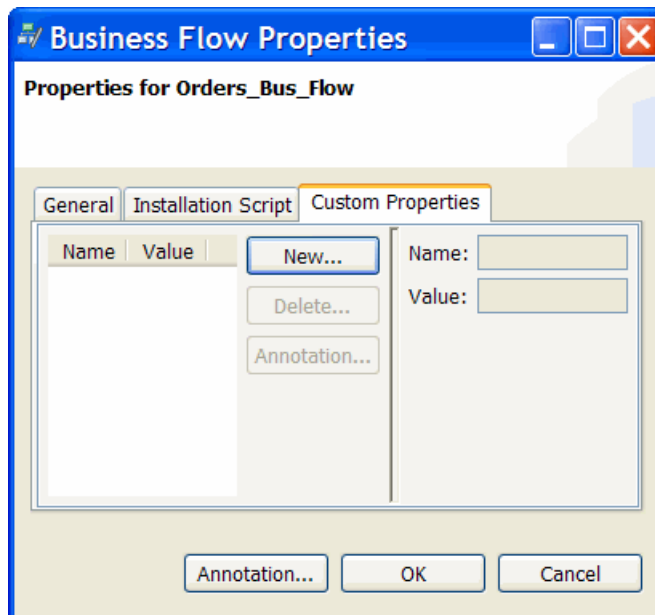 Business Flow Properties
Properties for Orders_Bus_Flow
General Installation Script Custom Properties
Name Value New... Name:
Delete... Value:
Annotation...
Annotation... OK Cancel